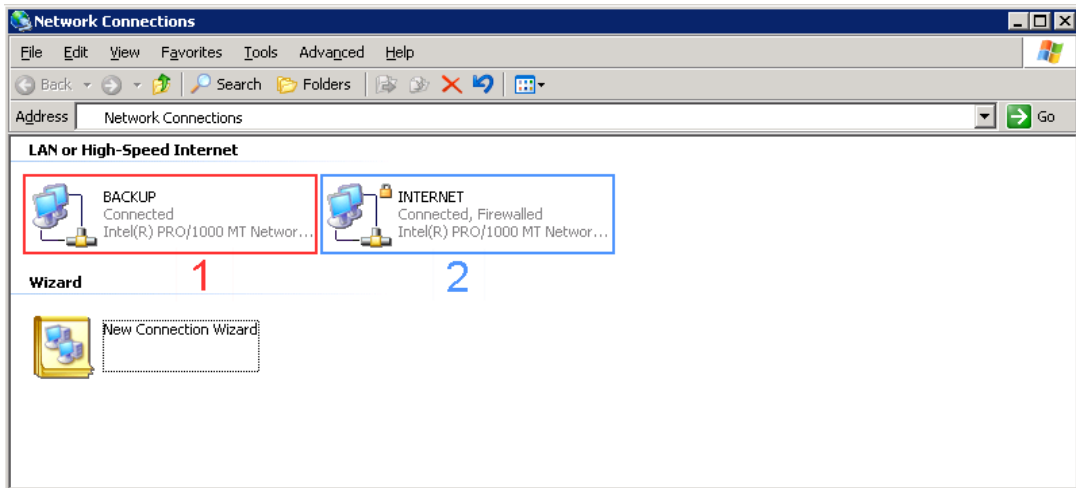 Network Connections
File Edit View Favorites Tools Advanced Help
Back Search Folders
Address Network Connections Go
LAN or High-Speed Internet
BACKUP
Connected
Intel(R) PRO/1000 MT Networ...
INTERNET
Connected, Firewalled
Intel(R) PRO/1000 MT Networ...
1
2
Wizard
New Connection Wizard